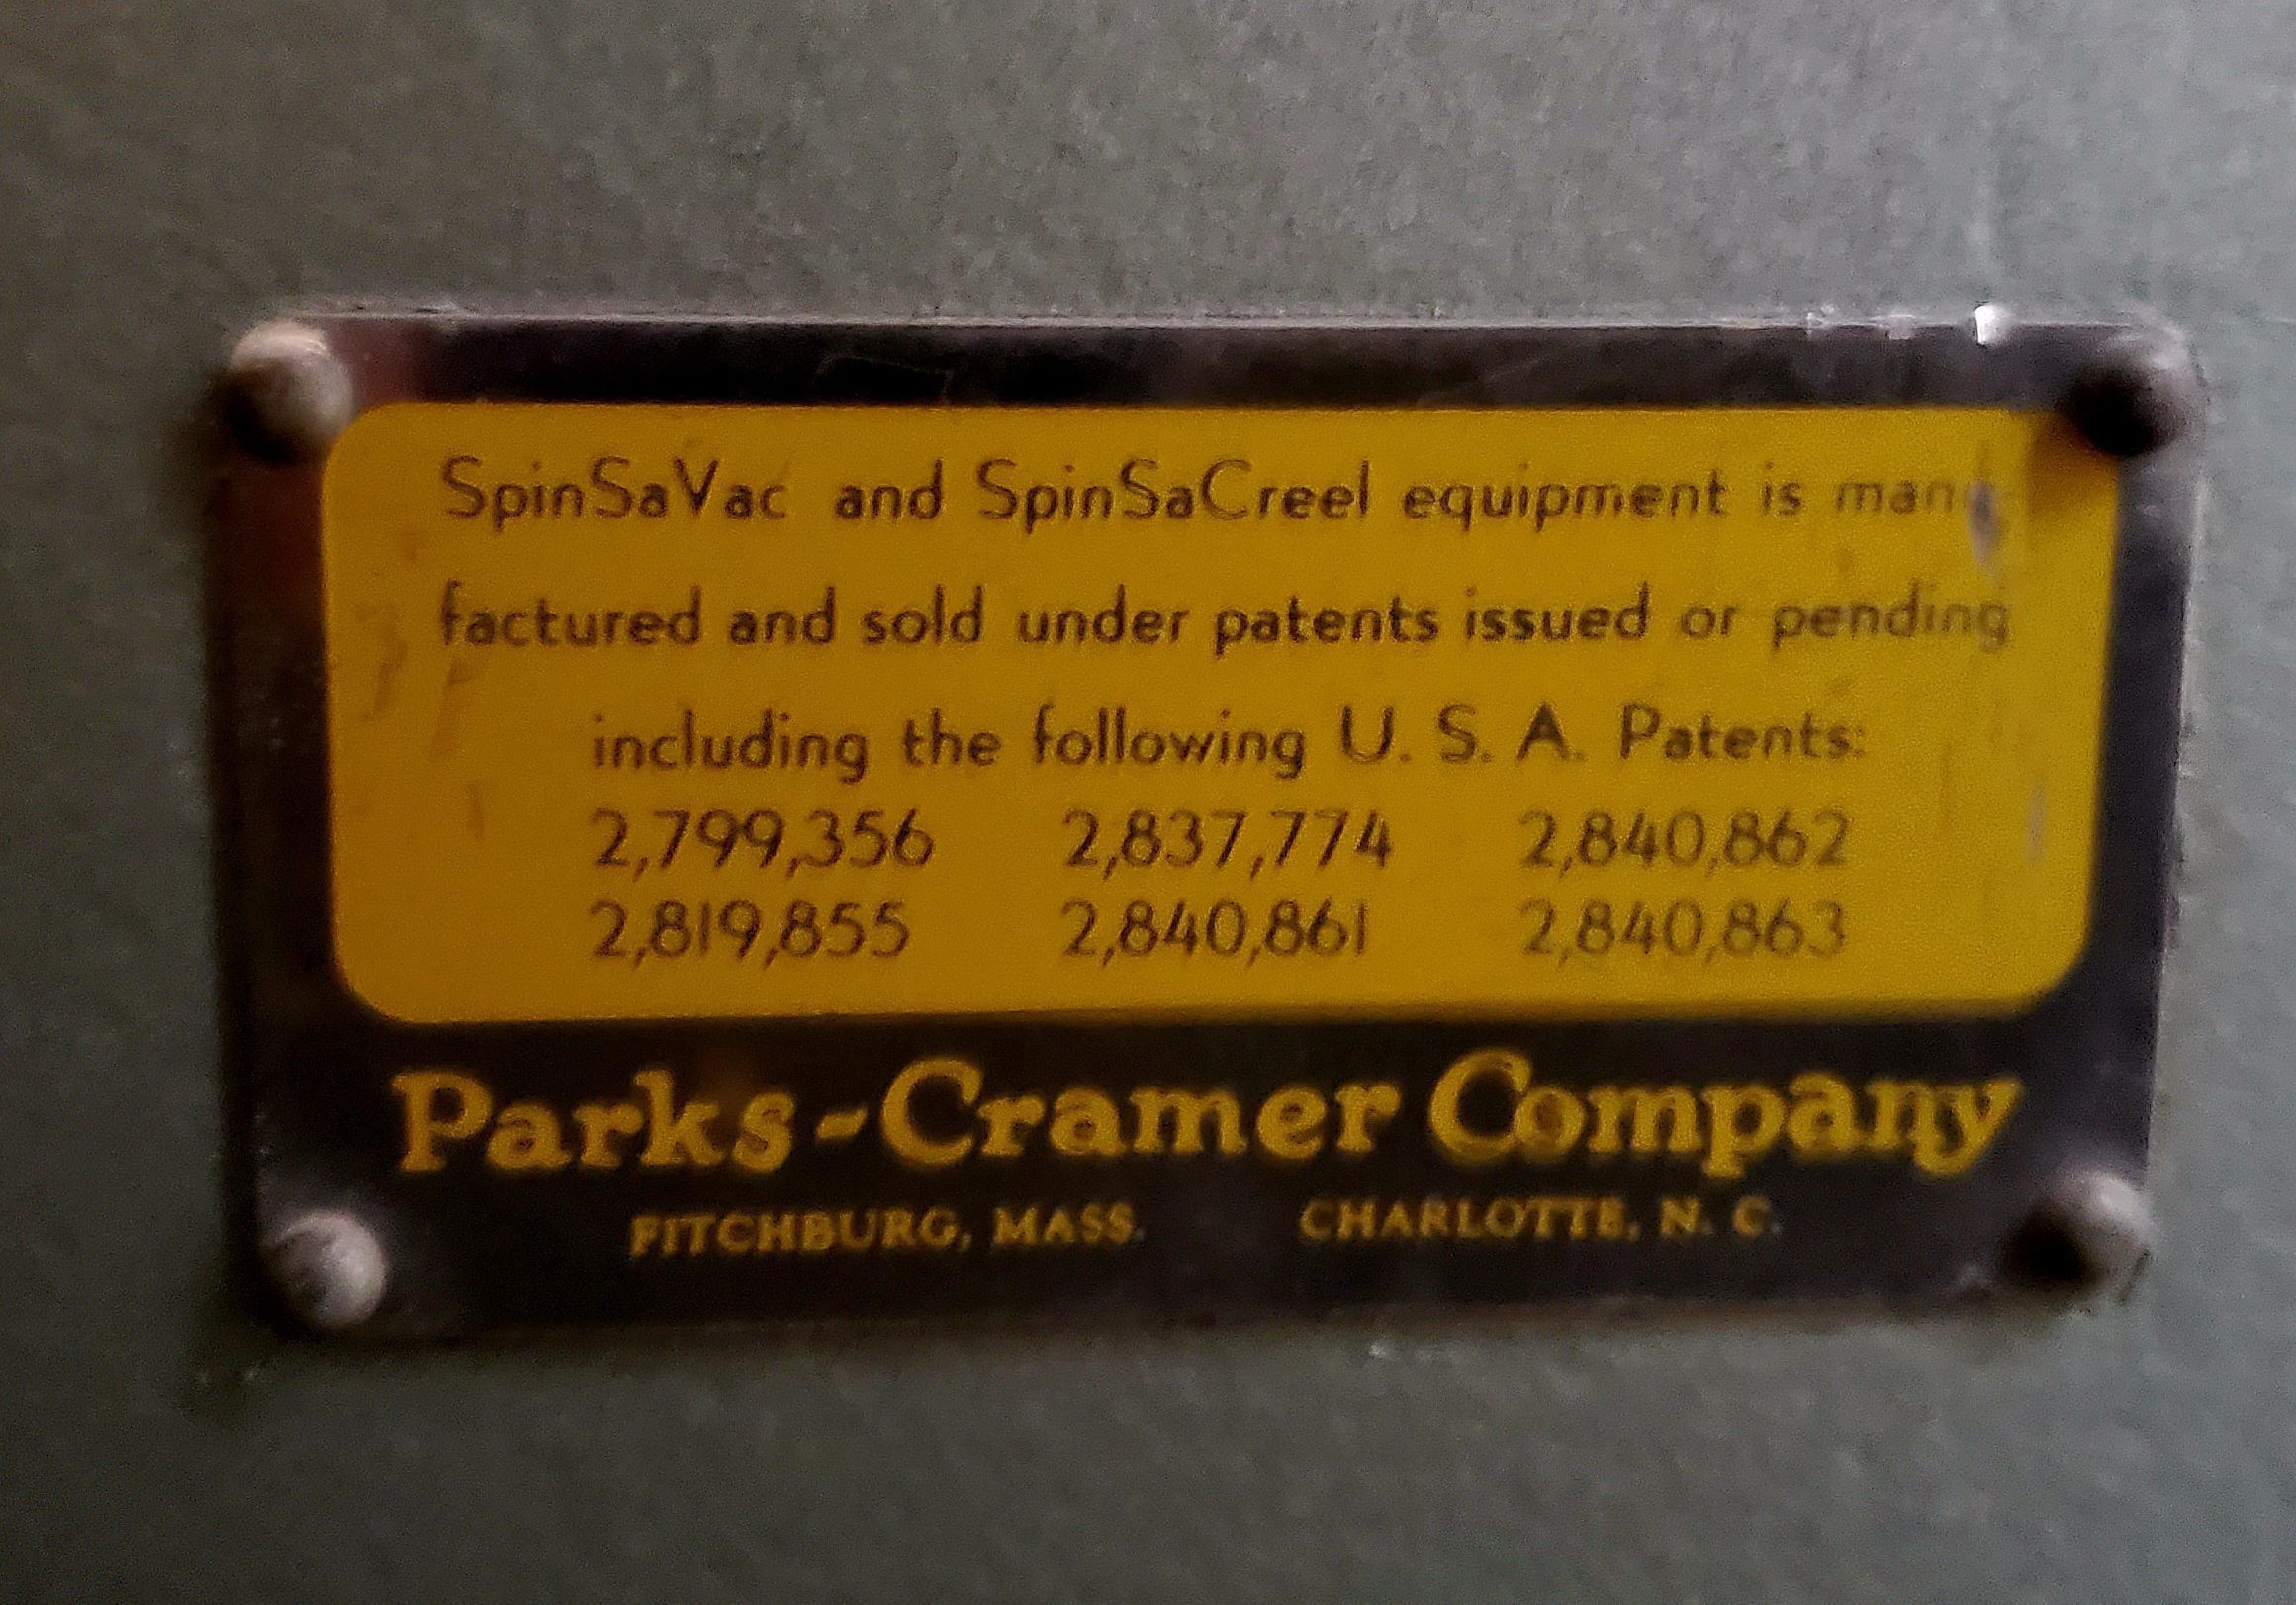 SpinSaVac and SpinSaCreel equipment is manu-
factured and sold under patents issued or pending
including the following U. S. A. Patents:
2,799,356 2,837,774 2,840,862
2,819,855 2,840,861 2,840,863
Parks-Cramer Company
FITCHBURG, MASS. CHARLOTTE, N. C.